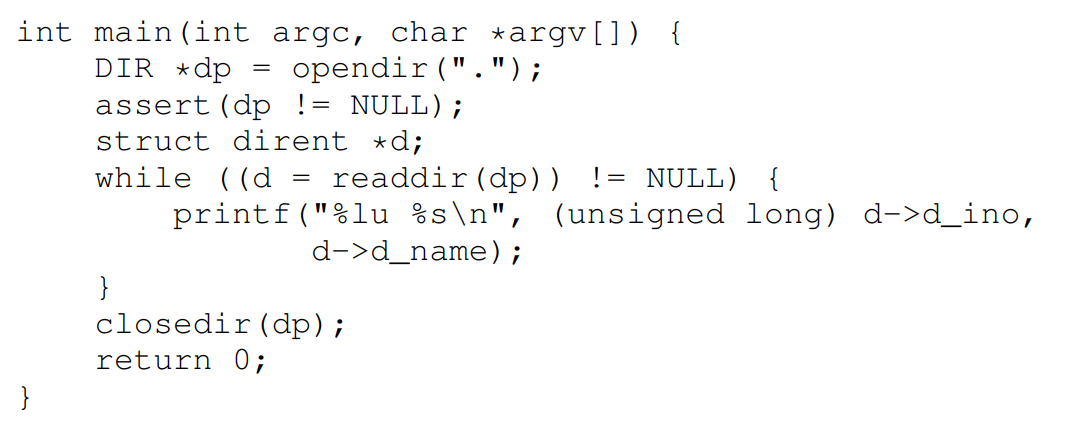 int main(int argc, char *argv[]) {
    DIR *dp = opendir(".");
    assert(dp != NULL);
    struct dirent *d;
    while ((d = readdir(dp)) != NULL) {
        printf("%lu %s\n", (unsigned long) d->d_ino,
               d->d_name);
    }
    closedir(dp);
    return 0;
}